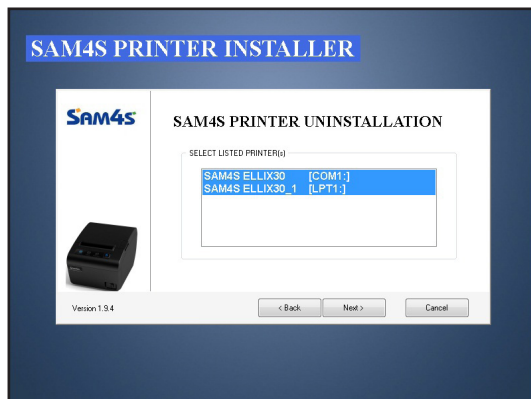 SAM4S PRINTER INSTALLER
SAM4S
SAM4S PRINTER UNINSTALLATION
SELECT LISTED PRINTER(s)
SAM4S ELLIX30 [COM1:]
SAM4S ELLIX30_1 [LPT1:]
Version 1.9.4
< Back
Next >
Cancel